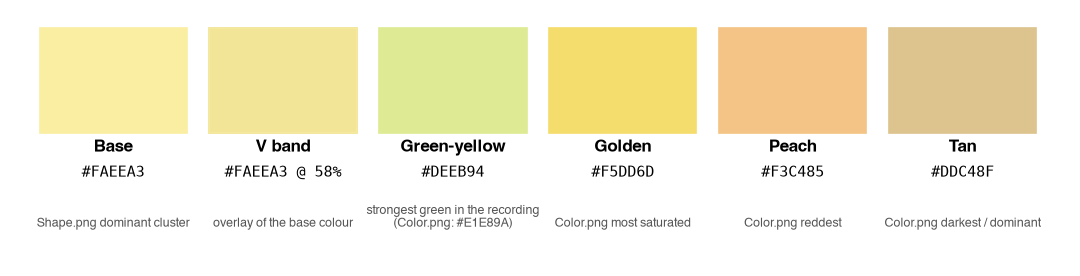 Base
#FAEEA3
Shape.png dominant cluster
V band
#FAEEA3 @ 58%
overlay of the base colour
Green-yellow
#DEEB94
strongest green in the recording
(Color.png: #E1E89A)
Golden
#F5DD6D
Color.png most saturated
Peach
#F3C485
Color.png reddest
Tan
#DDC48F
Color.png darkest / dominant